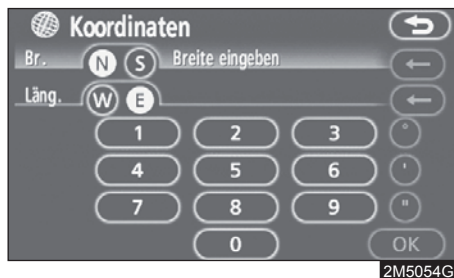 Koordinaten
Br. N S Breite eingeben
Läng. W E
1 2 3 °
4 5 6 '
7 8 9 "
0 OK
2M5054G